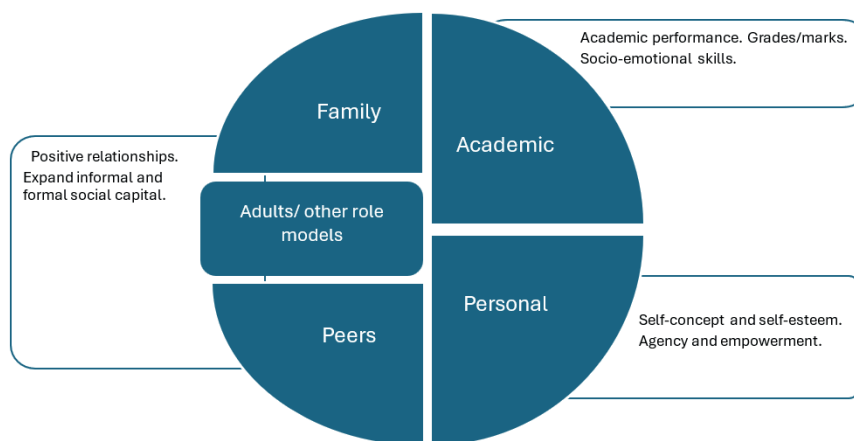 Academic performance. Grades/marks.
Socio-emotional skills.
Family
Academic
Positive relationships.
Expand informal and
formal social capital.
Adults/ other role
models
Personal
Peers
Self-concept and self-esteem.
Agency and empowerment.